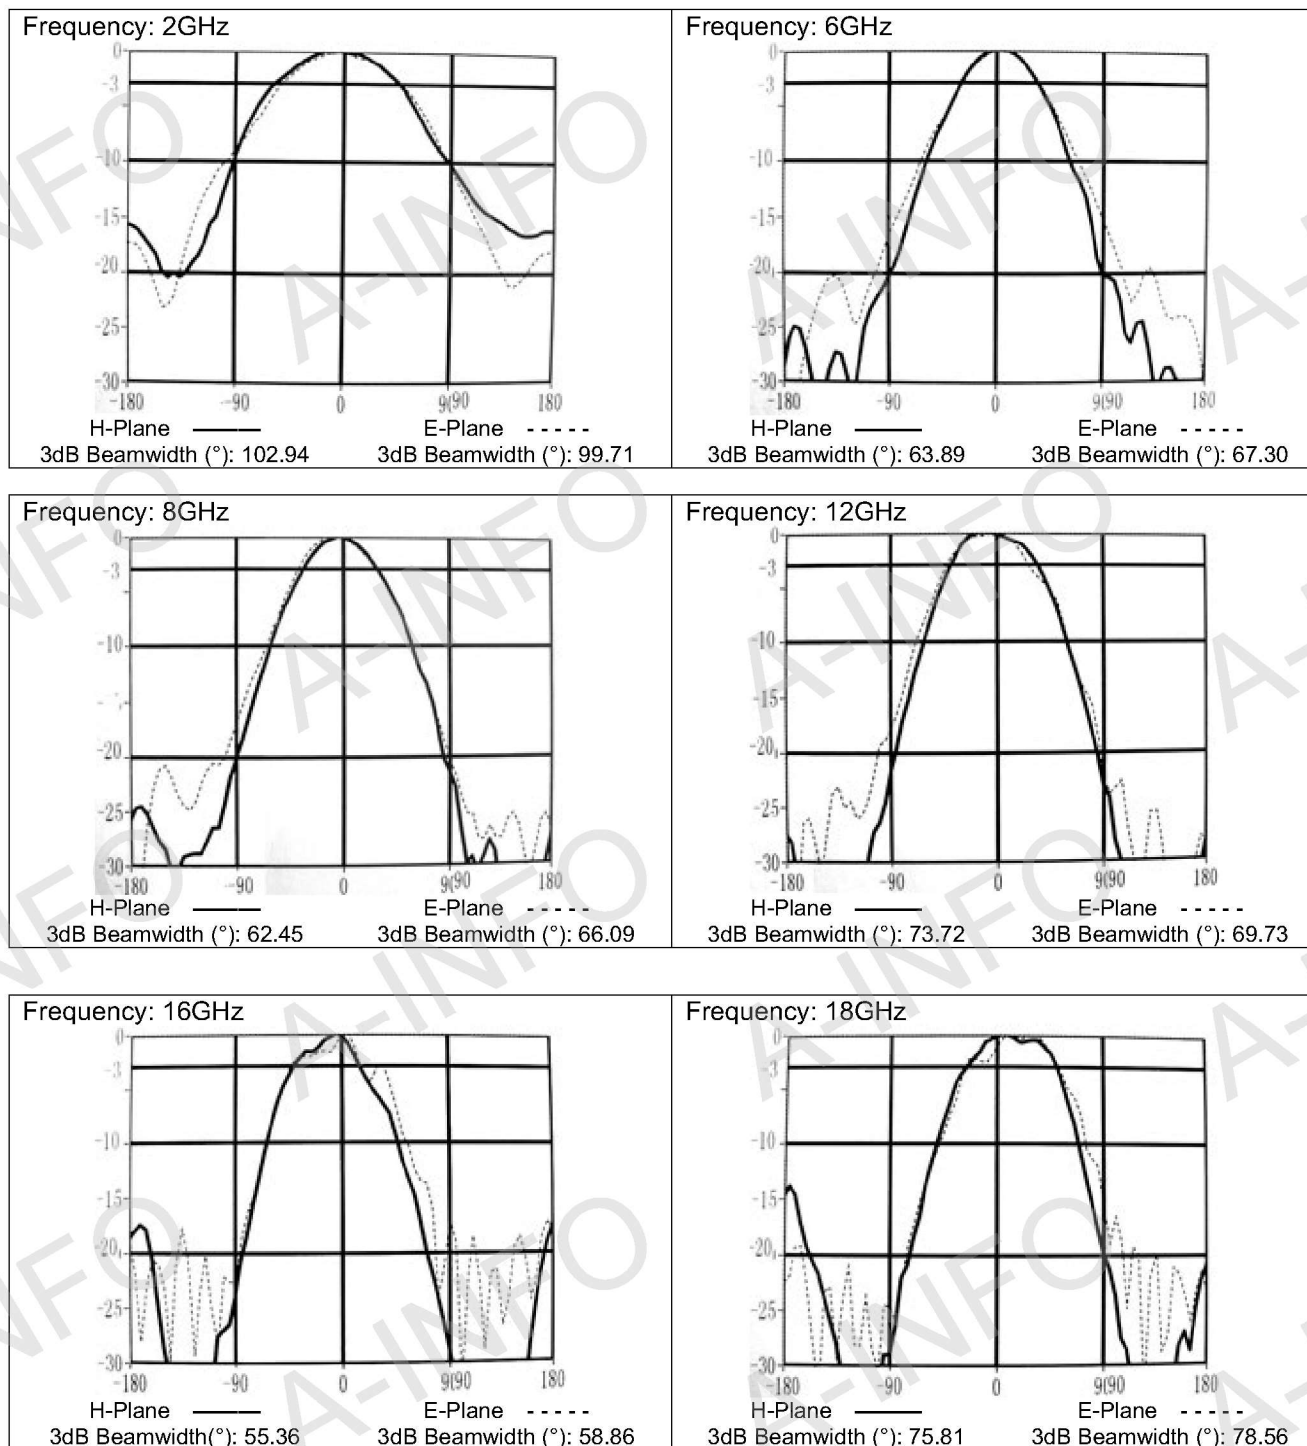 Frequency: 2GHz
0
-3
-10
-15
-20
-25
-30
-180 -90 0 9(90 180
H-Plane E-Plane
3dB Beamwidth (°): 102.94 3dB Beamwidth (°): 99.71
Frequency: 6GHz
0
-3
-10
-15
-20
-25
-30
-180 -90 0 9(90 180
H-Plane E-Plane
3dB Beamwidth (°): 63.89 3dB Beamwidth (°): 67.30
Frequency: 8GHz
0
-3
-10
-20
-25
-30
-180 -90 0 9(90 180
H-Plane E-Plane
3dB Beamwidth (°): 62.45 3dB Beamwidth (°): 66.09
Frequency: 12GHz
0
-3
-10
-15
-20
-25
-30
-180 -90 0 9(90 180
H-Plane E-Plane
3dB Beamwidth (°): 73.72 3dB Beamwidth (°): 69.73
Frequency: 16GHz
0
-3
-10
-15
-20
-25
-30
-180 -90 0 9(90 180
H-Plane E-Plane
3dB Beamwidth(°): 55.36 3dB Beamwidth (°): 58.86
Frequency: 18GHz
0
-3
-10
-15
-20
-25
-30
-180 -90 0 9(90 180
H-Plane E-Plane
3dB Beamwidth (°): 75.81 3dB Beamwidth (°): 78.56
A-INFO